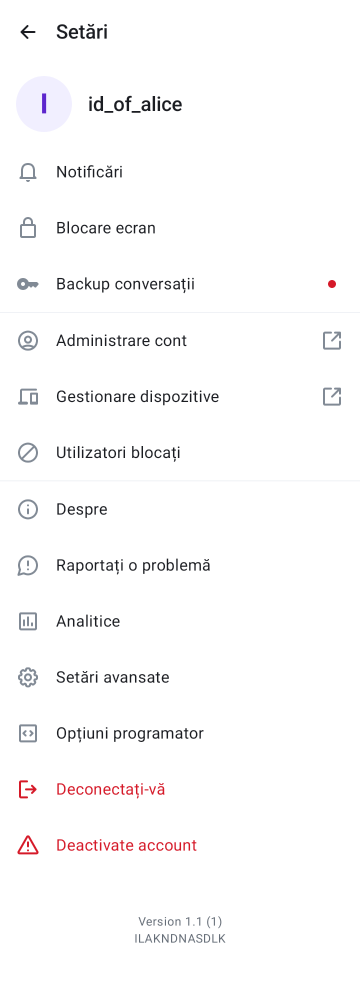 Setări
I
id_of_alice
Notificări
Blocare ecran
Backup conversații
Administrare cont
Gestionare dispozitive
Utilizatori blocați
Despre
Raportați o problemă
Analitice
Setări avansate
Opțiuni programator
Deconectați-vă
Deactivate account
Version 1.1 (1)
ILAKNDNASDLK